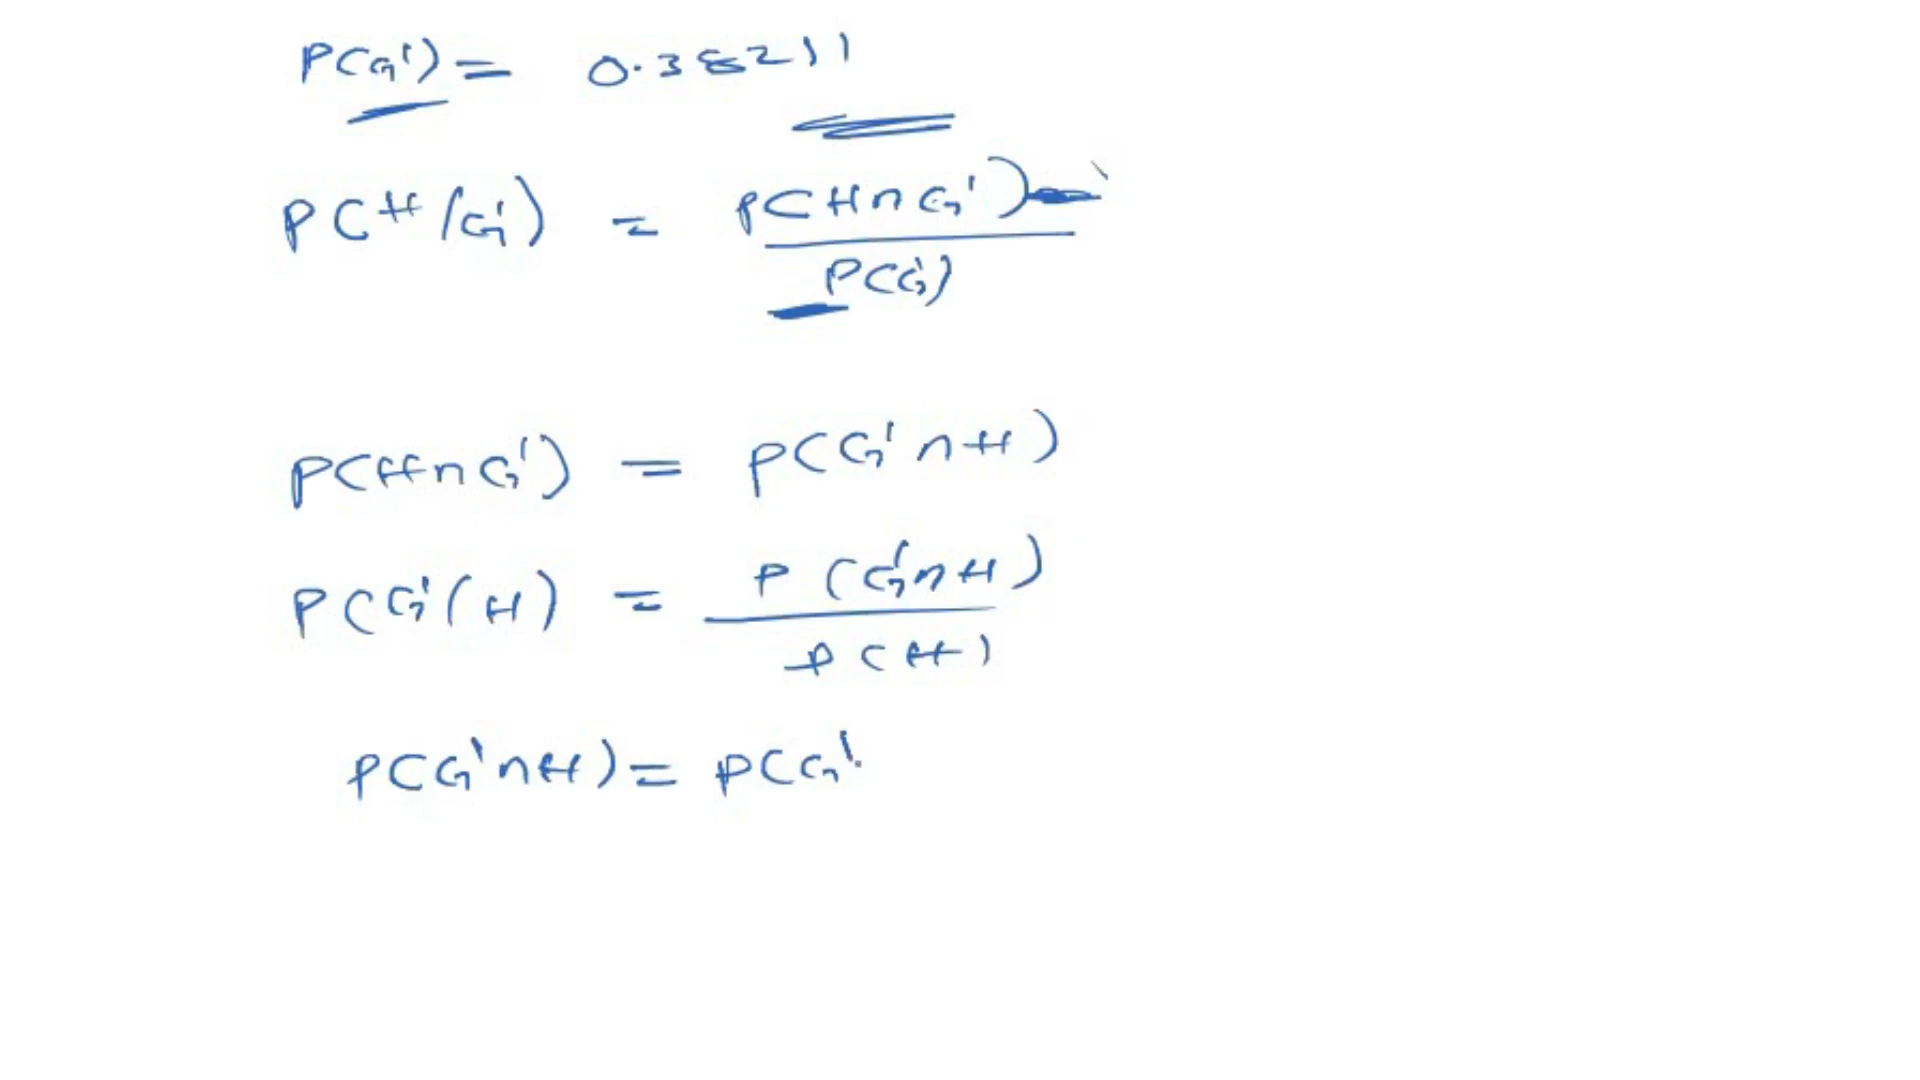 P(G') = 0.38211
P(H/G') = P(H∩G')
P(G')
P(H∩G') = P(G'∩H)
P(G'(H) = P(G'∩H)
P(H)
P(G'∩H) = P(G'